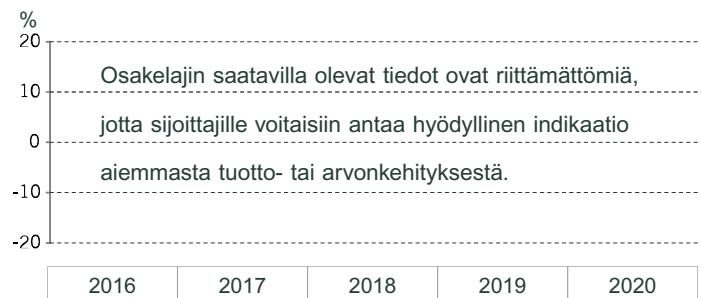 %
20
10
0
-10
-20
Osakelajin saatavilla olevat tiedot ovat riittämättömiä,
jotta sijoittajille voitaisiin antaa hyödyllinen indikaatio
aiemmasta tuotto- tai arvonkehityksestä.
2016 2017 2018 2019 2020